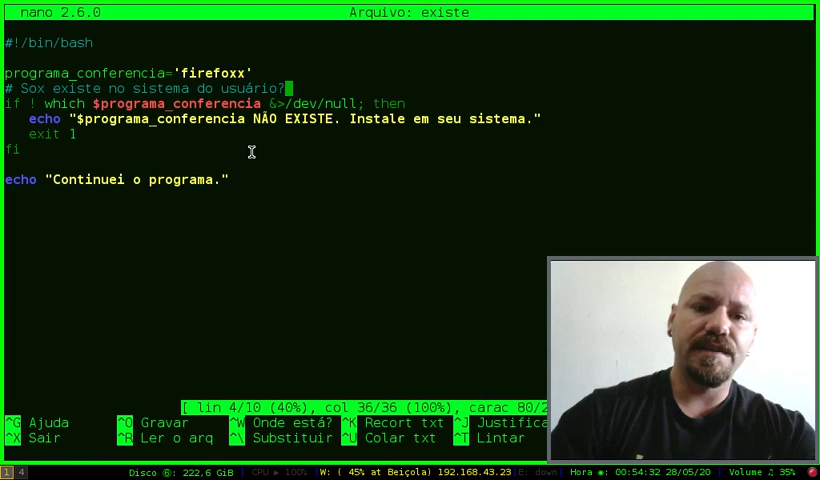 nano 2.6.0 Arquivo: existe
#!/bin/bash
programa_conferencia='firefoxx'
# Sox existe no sistema do usuário?
if ! which $programa_conferencia &>/dev/null; then
echo "$programa_conferencia NÃO EXISTE. Instale em seu sistema."
exit 1
fi
echo "Continuei o programa."
[ lin 4/10 (40%), col 36/36 (100%), carac 80/2
^G Ajuda ^O Gravar ^W Onde está? ^K Recort txt ^J Justifica
^X Sair ^R Ler o arq ^\ Substituir ^U Colar txt ^T Lintar
1 4 Disco ⑥: 222,6 GiB CPU ▶ 100% W: ( 45% at Beiçola) 192.168.43.23 E: down Hora ◉: 00:54:32 28/05/20 Volume ♫ 35%